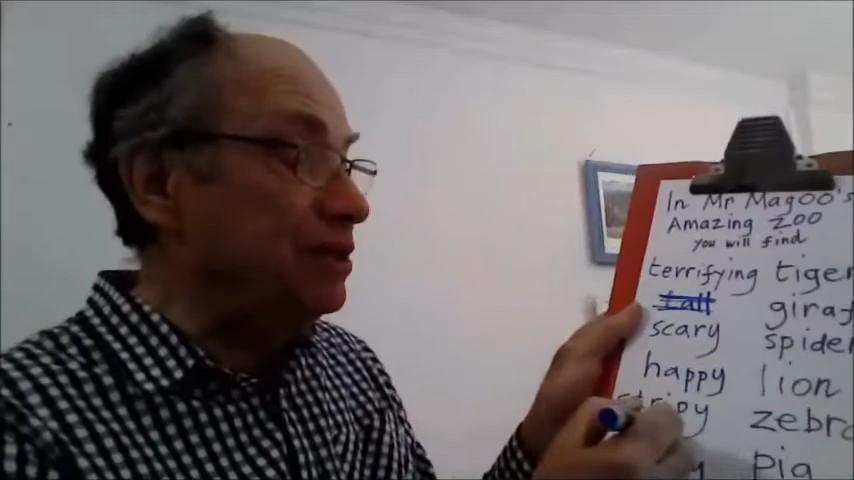 In Mr Magoo's
Amazing Zoo
you will find
terrifying tiger
tall giraf
scary spider
happy lion
stripy zebra
pig